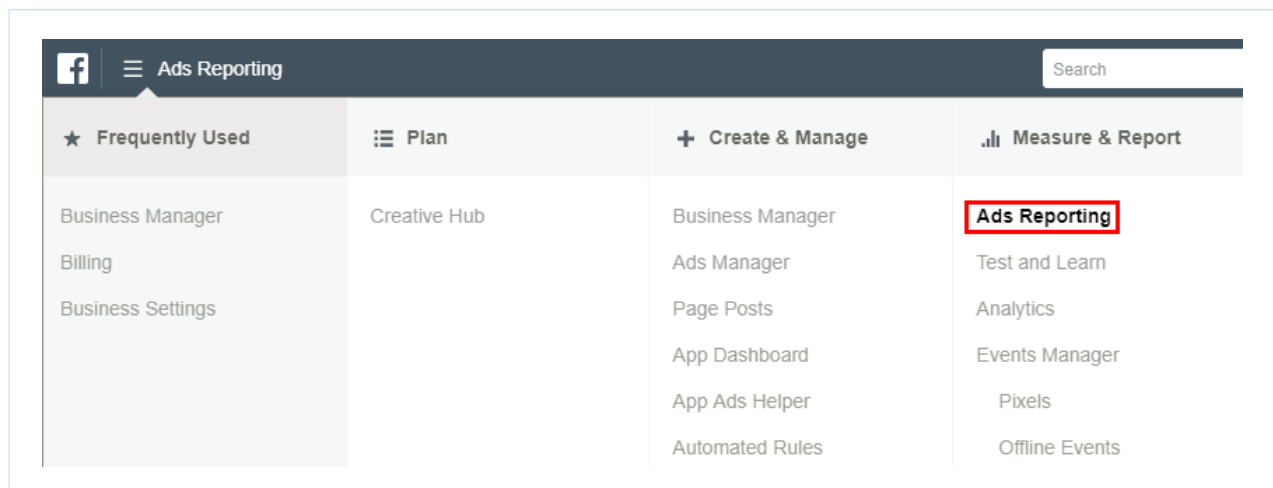 Ads Reporting
Search
Frequently Used
Plan
Create & Manage
Measure & Report
Business Manager
Creative Hub
Business Manager
Ads Reporting
Billing
Ads Manager
Test and Learn
Business Settings
Page Posts
Analytics
App Dashboard
Events Manager
App Ads Helper
Pixels
Automated Rules
Offline Events